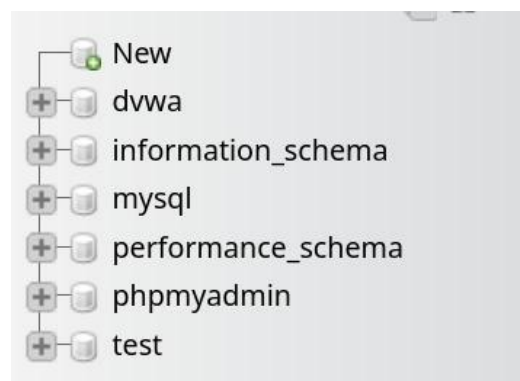 New
dvwa
information_schema
mysql
performance_schema
phpmyadmin
test